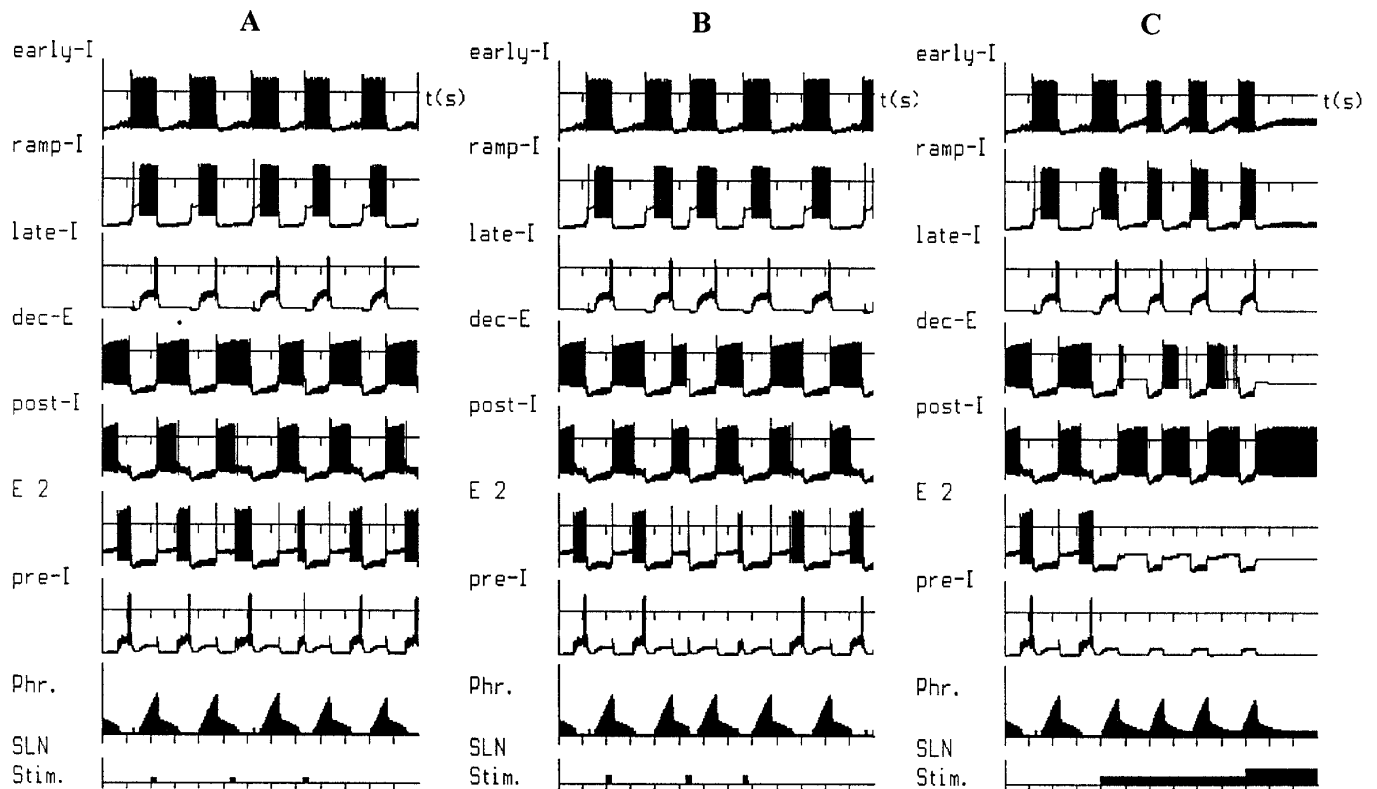 A B C
early-I early-I early-I
t(s) t(s) t(s)
ramp-I ramp-I ramp-I
late-I late-I late-I
dec-E dec-E dec-E
post-I post-I post-I
E 2 E 2 E 2
pre-I pre-I pre-I
Phr. Phr. Phr.
SLN SLN SLN
Stim. Stim. Stim.